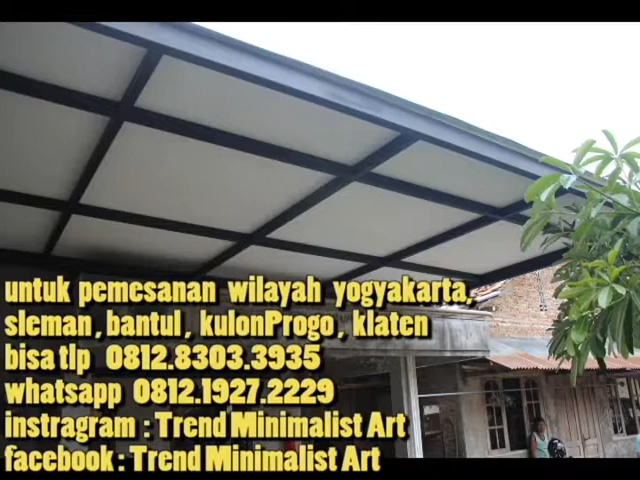 untuk pemesanan wilayah yogyakarta,
sleman , bantul , kulonProgo , klaten
bisa tlp 0812.8303.3935
whatsapp 0812.1927.2229
instragram : Trend Minimalist Art
facebook : Trend Minimalist Art